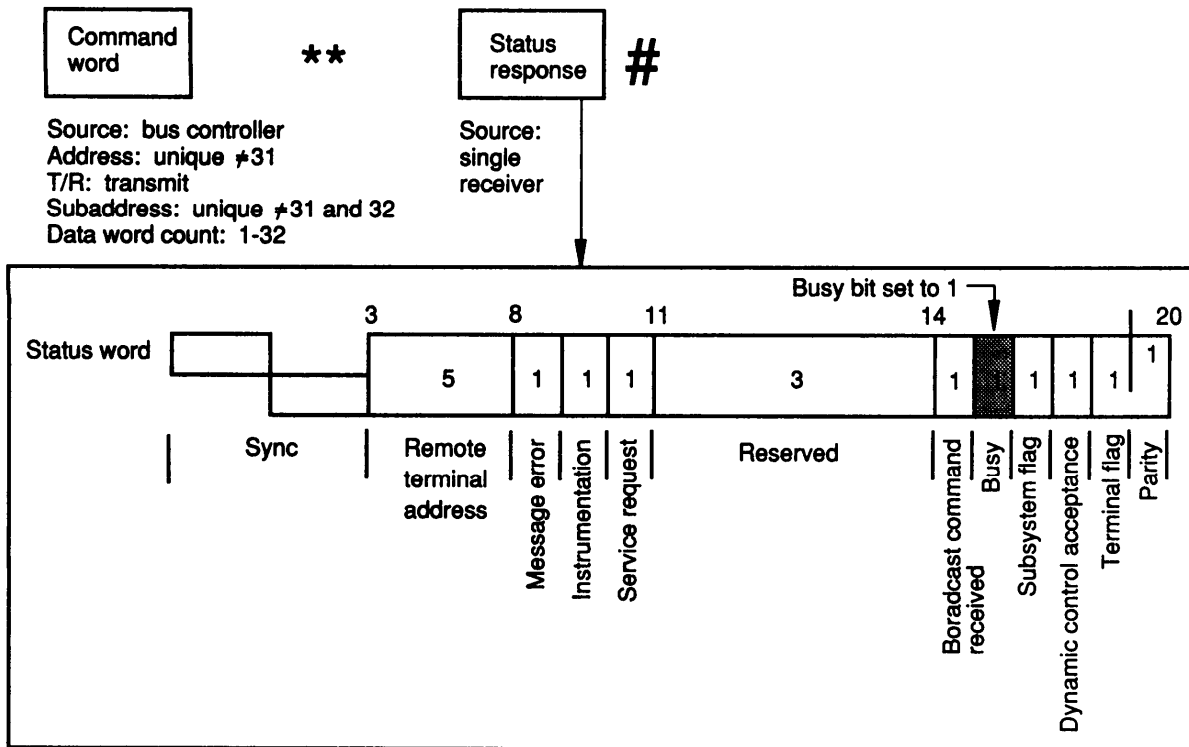 Command
word
**
Status
response
#
Source: bus controller
Address: unique ≠31
T/R: transmit
Subaddress: unique ≠31 and 32
Data word count: 1-32
Source:
single
receiver
Busy bit set to 1
3 8 11 14 20
Status word
5 1 1 1 3 1 1 1 1 1 1
Sync
Remote
terminal
address
Message error
Instrumentation
Service request
Reserved
Boradcast command
received
Busy
Subsystem flag
Dynamic control acceptance
Terminal flag
Parity